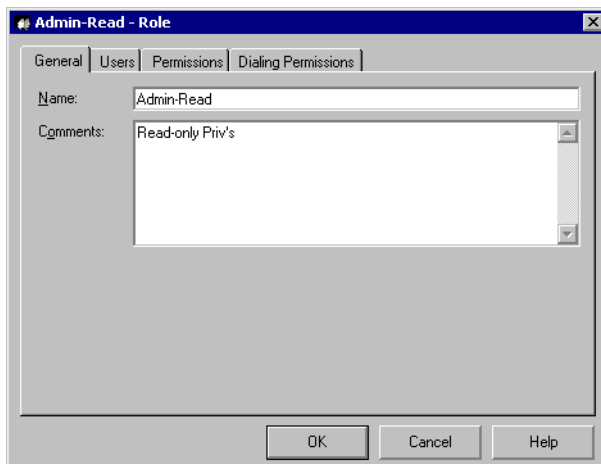 Admin-Read - Role
General Users Permissions Dialing Permissions
Name: Admin-Read
Comments: Read-only Priv's
OK Cancel Help